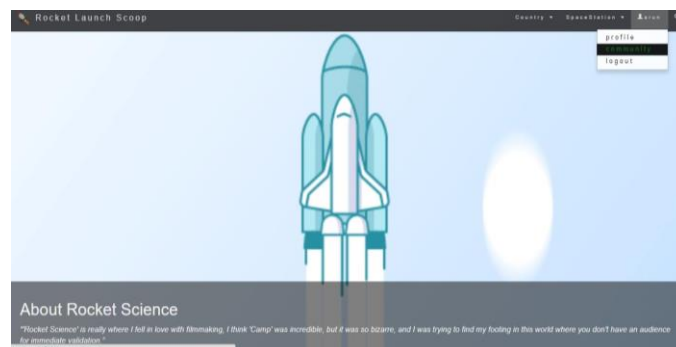 Rocket Launch Scoop
Country
SpaceStation
Aaron
profile
community
logout
About Rocket Science
"'Rocket Science' is really where I fell in love with filmmaking, I think 'Camp' was incredible, but it was so bizarre, and I was trying to find my footing in this world where you don't have an audience
for immediate validation."